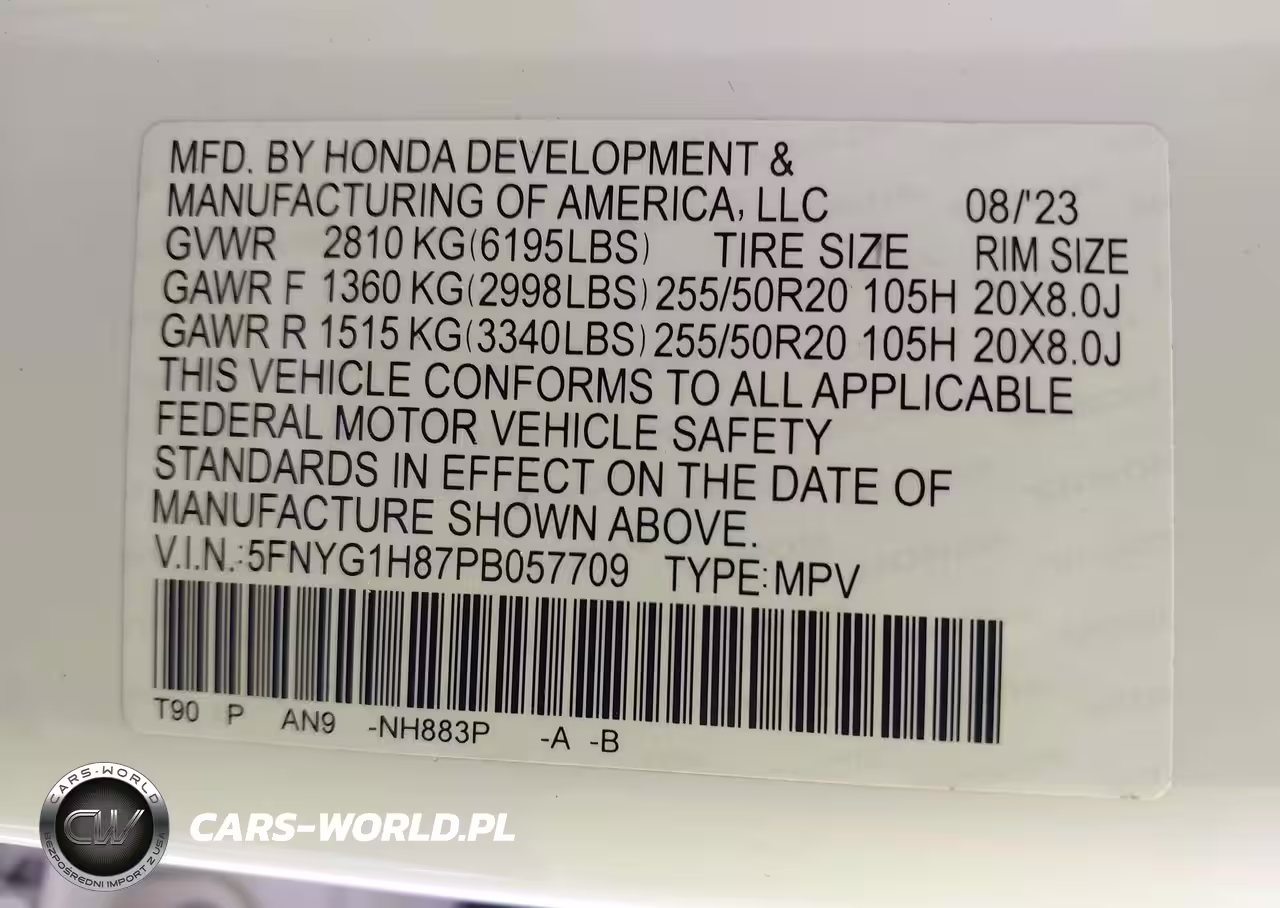 MFD. BY HONDA DEVELOPMENT &
MANUFACTURING OF AMERICA, LLC 08/'23
GVWR 2810 KG(6195LBS) TIRE SIZE RIM SIZE
GAWR F 1360 KG(2998LBS) 255/50R20 105H 20X8.0J
GAWR R 1515 KG(3340LBS) 255/50R20 105H 20X8.0J
THIS VEHICLE CONFORMS TO ALL APPLICABLE
FEDERAL MOTOR VEHICLE SAFETY
STANDARDS IN EFFECT ON THE DATE OF
MANUFACTURE SHOWN ABOVE.
V.I.N.:5FNYG1H87PB057709 TYPE:MPV
T90 P AN9 -NH883P -A -B
CARS-WORLD
CW
BEZPOŚREDNI IMPORT Z USA
CARS-WORLD.PL